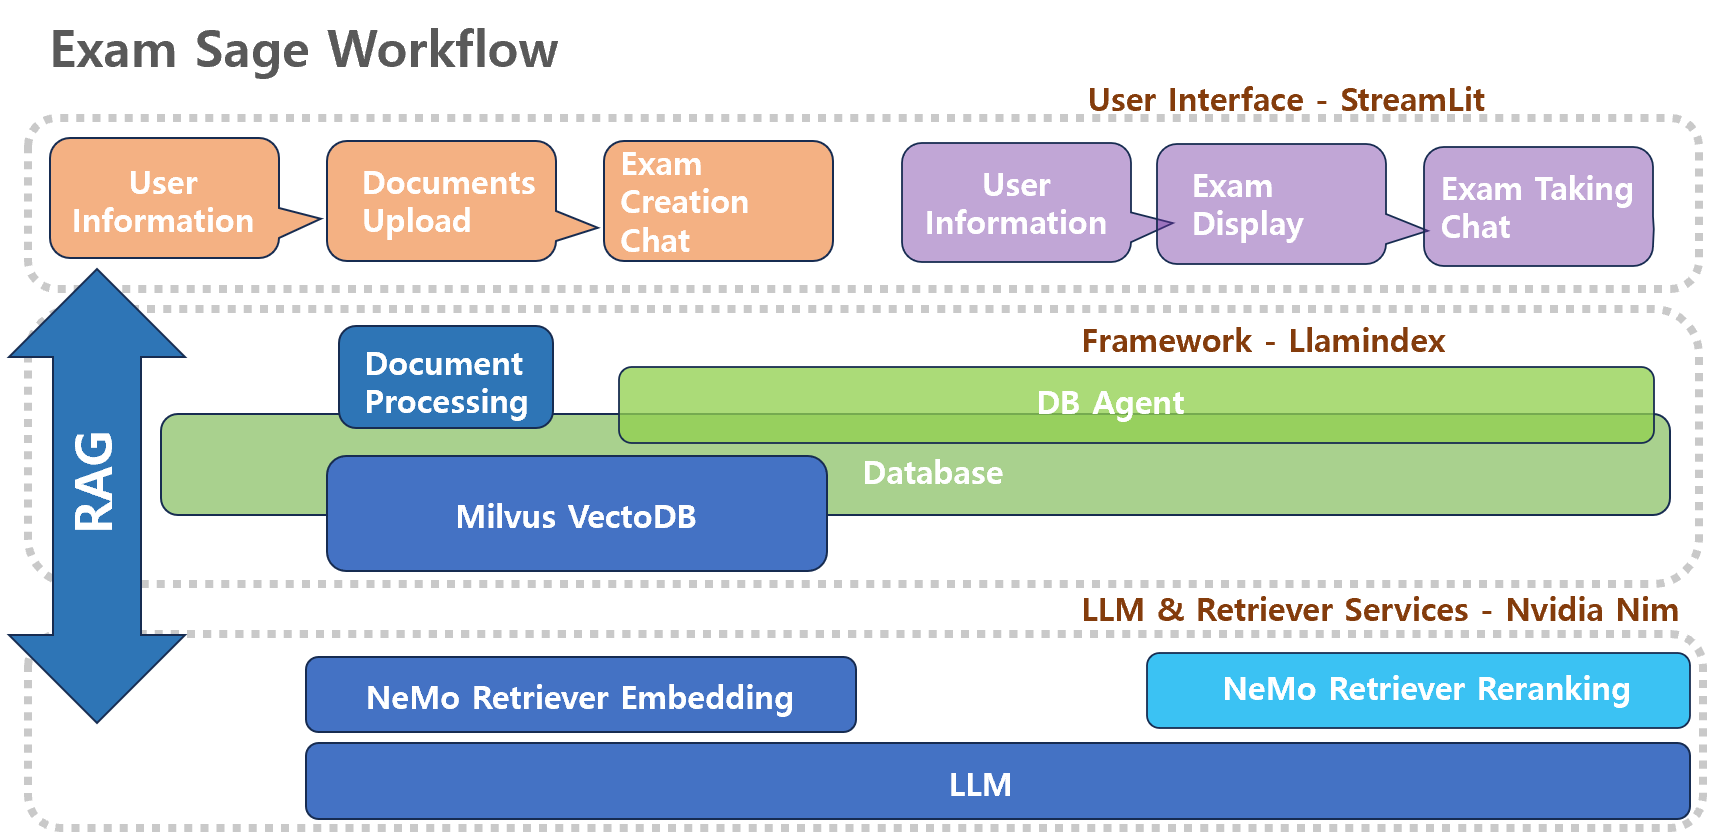 Exam Sage Workflow
User Interface - StreamLit
User
Information
Documents
Upload
Exam
Creation
Chat
User
Information
Exam
Display
Exam Taking
Chat
RAG
Framework - Llamindex
Document
Processing
DB Agent
Database
Milvus VectoDB
LLM & Retriever Services - Nvidia Nim
NeMo Retriever Embedding
NeMo Retriever Reranking
LLM